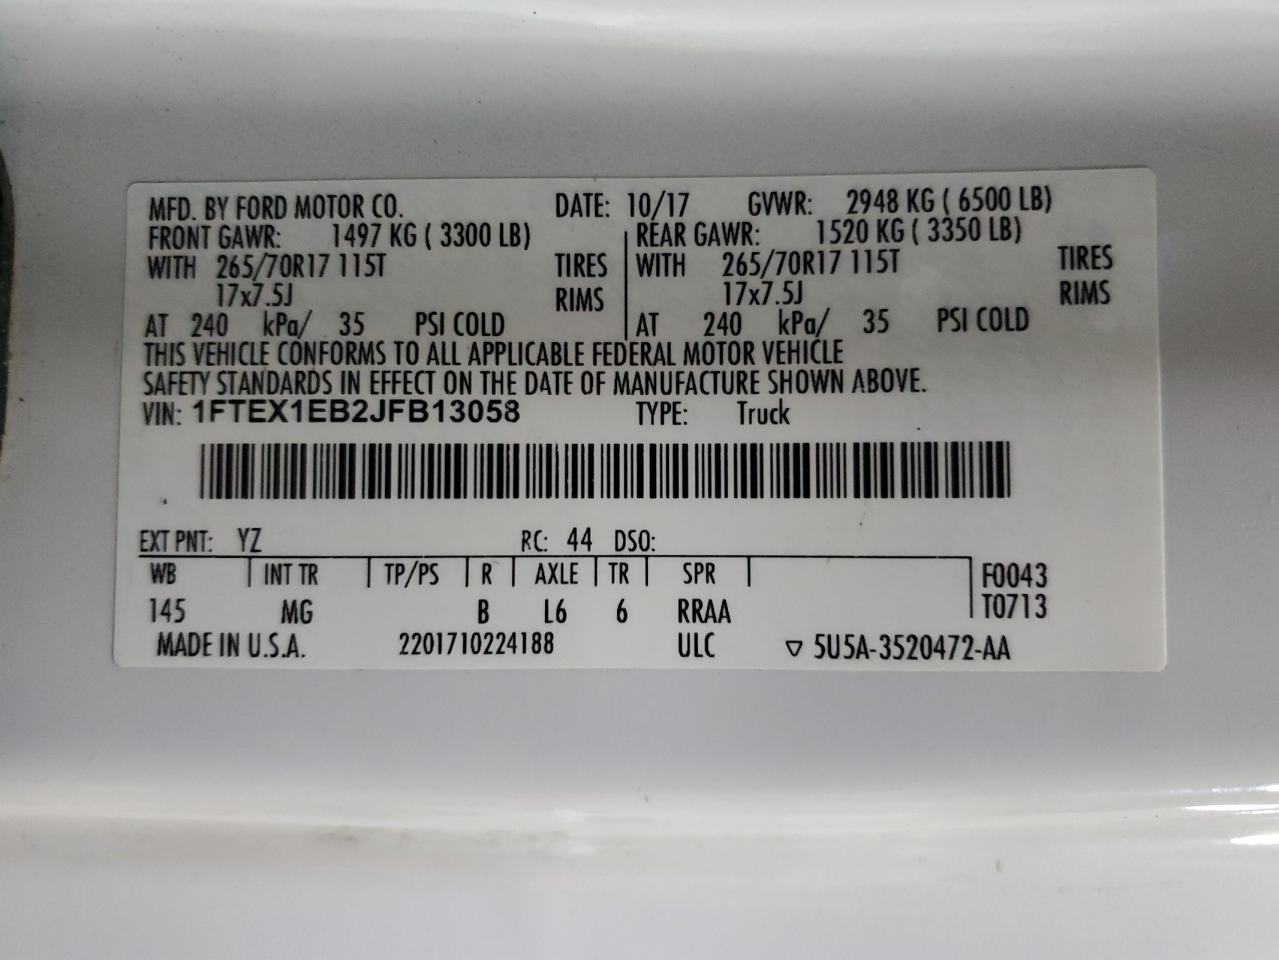 MFD. BY FORD MOTOR CO. DATE: 10/17 GVWR: 2948 KG ( 6500 LB)
FRONT GAWR: 1497 KG ( 3300 LB) REAR GAWR: 1520 KG ( 3350 LB)
WITH 265/70R17 115T TIRES WITH 265/70R17 115T TIRES
17x7.5J RIMS 17x7.5J RIMS
AT 240 kPa/ 35 PSI COLD AT 240 kPa/ 35 PSI COLD
THIS VEHICLE CONFORMS TO ALL APPLICABLE FEDERAL MOTOR VEHICLE
SAFETY STANDARDS IN EFFECT ON THE DATE OF MANUFACTURE SHOWN ABOVE.
VIN: 1FTEX1EB2JFB13058 TYPE: Truck
EXT PNT: YZ RC: 44 DSO:
WB INT TR TP/PS R AXLE TR SPR F0043
145 MG B L6 6 RRAA T0713
MADE IN U.S.A. 2201710224188 ULC ▽ 5U5A-3520472-AA